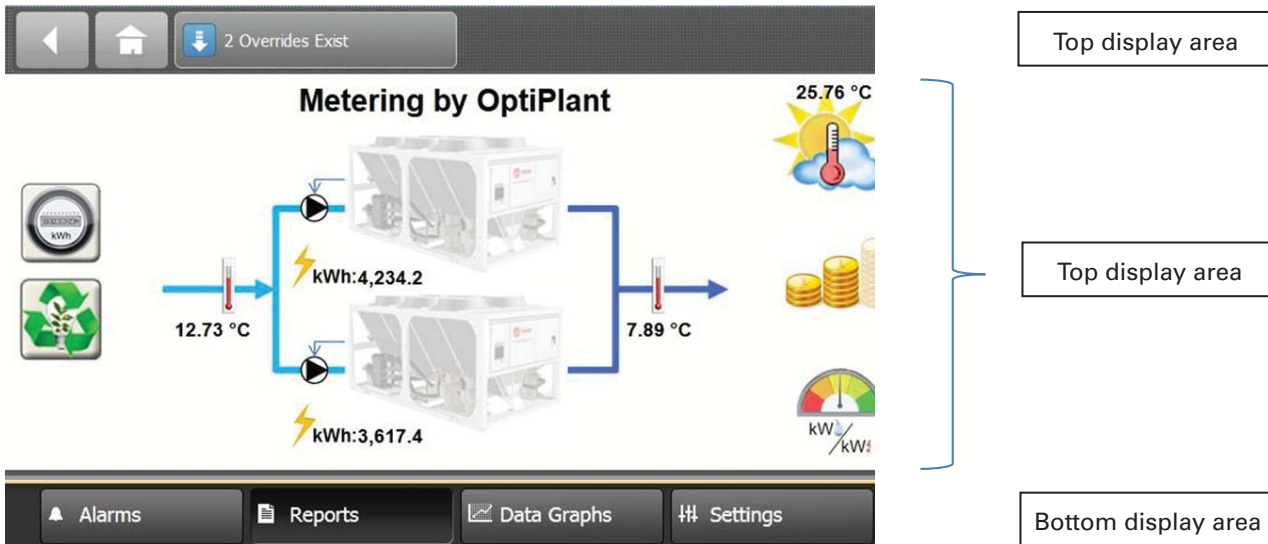 2 Overrides Exist
Top display area
Metering by OptiPlant
25.76 °C
kWh
kWh:4,234.2
12.73 °C
7.89 °C
Top display area
kWh:3,617.4
kW/kW
Alarms
Reports
Data Graphs
Settings
Bottom display area